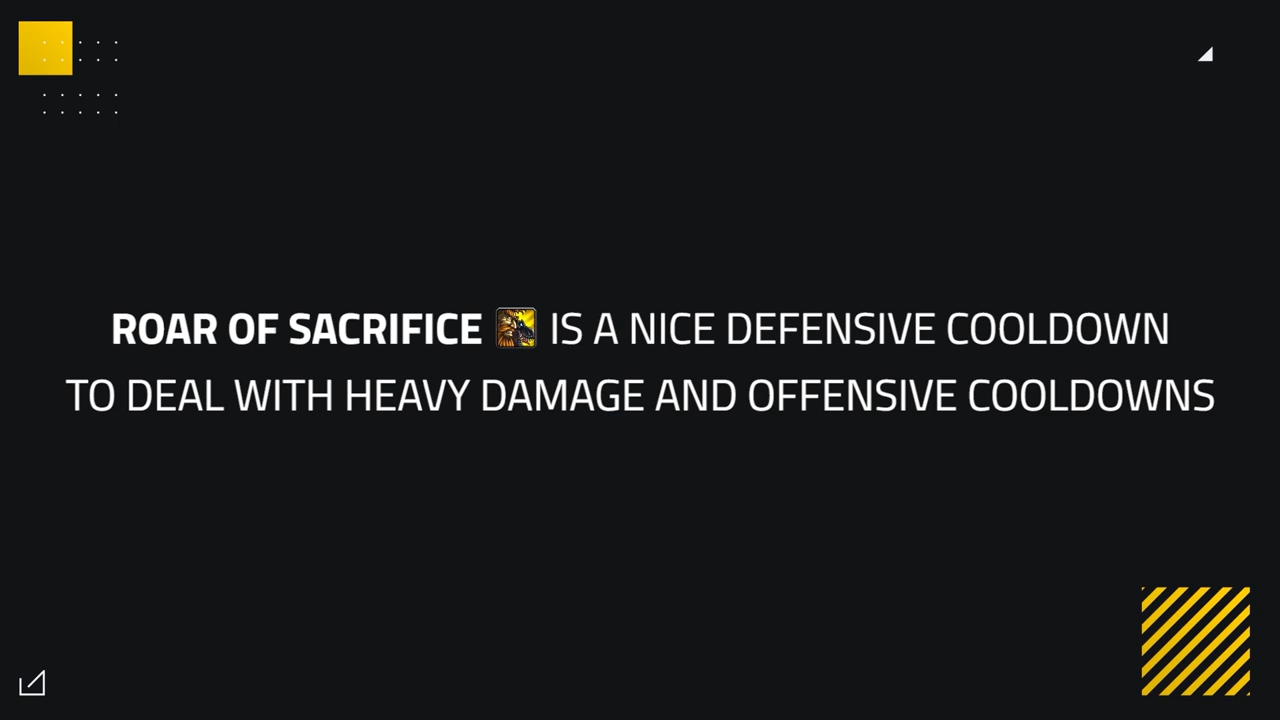 ROAR OF SACRIFICE IS A NICE DEFENSIVE COOLDOWN
TO DEAL WITH HEAVY DAMAGE AND OFFENSIVE COOLDOWNS